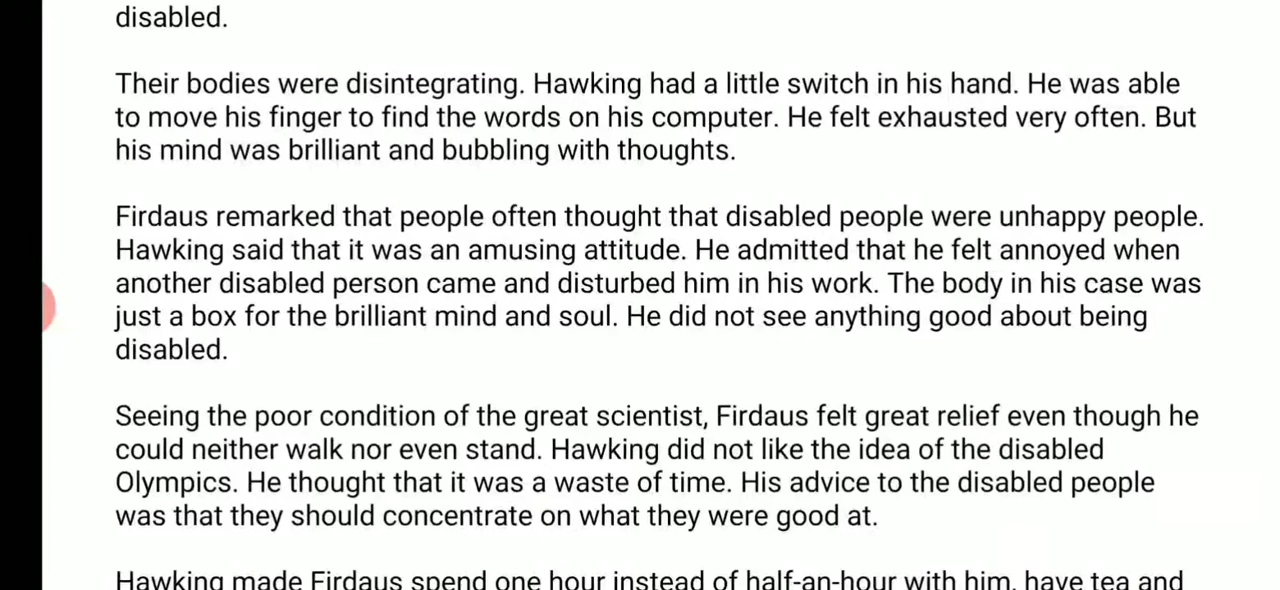 disabled.
Their bodies were disintegrating. Hawking had a little switch in his hand. He was able
to move his finger to find the words on his computer. He felt exhausted very often. But
his mind was brilliant and bubbling with thoughts.
Firdaus remarked that people often thought that disabled people were unhappy people.
Hawking said that it was an amusing attitude. He admitted that he felt annoyed when
another disabled person came and disturbed him in his work. The body in his case was
just a box for the brilliant mind and soul. He did not see anything good about being
disabled.
Seeing the poor condition of the great scientist, Firdaus felt great relief even though he
could neither walk nor even stand. Hawking did not like the idea of the disabled
Olympics. He thought that it was a waste of time. His advice to the disabled people
was that they should concentrate on what they were good at.
Hawking made Firdaus spend one hour instead of half-an-hour with him, have tea and